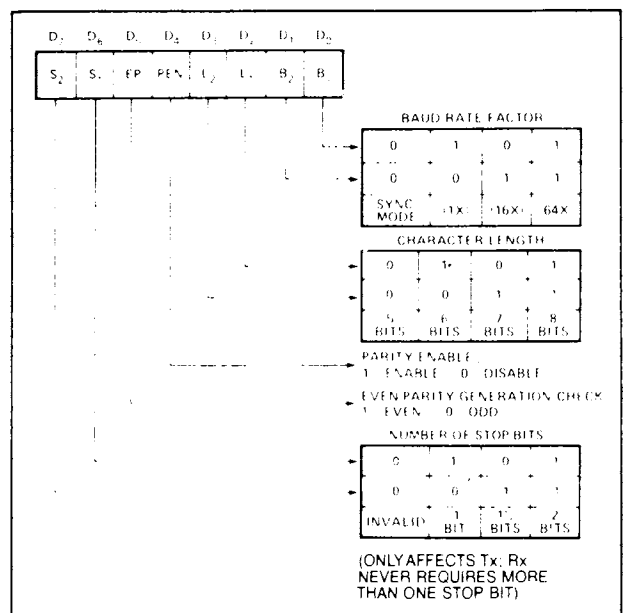 D7 D6 D5 D4 D3 D2 D1 D0
S2 S1 EP PEN L2 L1 B2 B1
BAUD RATE FACTOR
0 1 0 1
0 0 1 1
SYNC MODE (1X) (16X) 64X
CHARACTER LENGTH
0 1 0 1
0 0 1 1
5 BITS 6 BITS 7 BITS 8 BITS
PARITY ENABLE
1 ENABLE 0 DISABLE
EVEN PARITY GENERATION CHECK
1 EVEN 0 ODD
NUMBER OF STOP BITS
0 1 0 1
0 0 1 1
INVALID 1 BIT BITS 2 BITS
(ONLY AFFECTS Tx; Rx
NEVER REQUIRES MORE
THAN ONE STOP BIT)